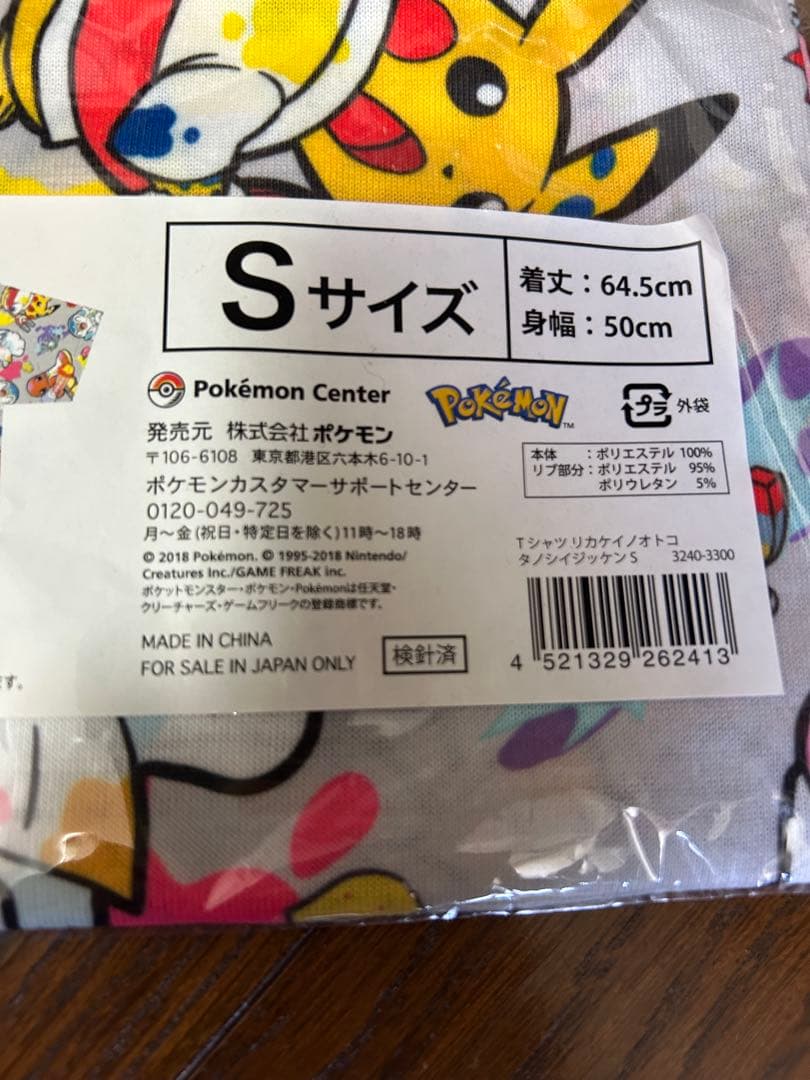 Sサイズ
着丈：64.5cm
身幅：50cm
Pokémon Center
POKéMON™
プラ 外袋
発売元 株式会社ポケモン
〒106-6108 東京都港区六本木6-10-1
ポケモンカスタマーサポートセンター
0120-049-725
月～金(祝日・特定日を除く)11時～18時
© 2018 Pokémon. © 1995-2018 Nintendo/
Creatures Inc./GAME FREAK inc.
ポケットモンスター・ポケモン・Pokémonは任天堂・
クリーチャーズ・ゲームフリークの登録商標です。
本体 ：ポリエステル 100%
リブ部分：ポリエステル 95%
ポリウレタン 5%
Tシャツ リカケイノオトコ
タノシイジッケン S 3240-3300
MADE IN CHINA
FOR SALE IN JAPAN ONLY
検針済
4 521329 262413
ます。